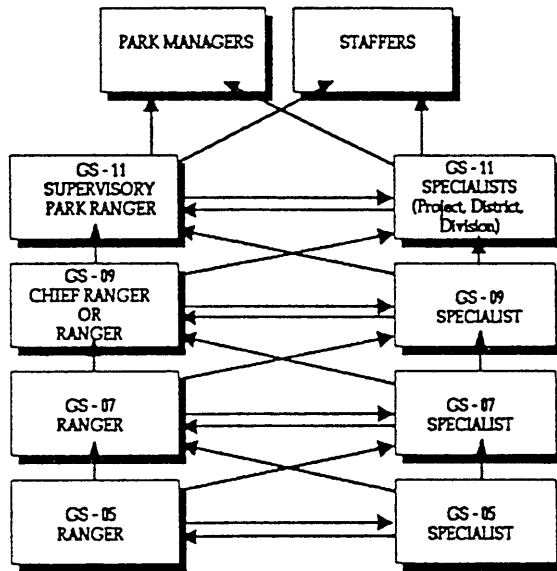 PARK MANAGERS
STAFFERS
GS - 11
SUPERVISORY
PARK RANGER
GS - 11
SPECIALISTS
(Project, District,
Division)
GS - 09
CHIEF RANGER
OR
RANGER
GS - 09
SPECIALIST
GS - 07
RANGER
GS - 07
SPECIALIST
GS - 05
RANGER
GS - 05
SPECIALIST